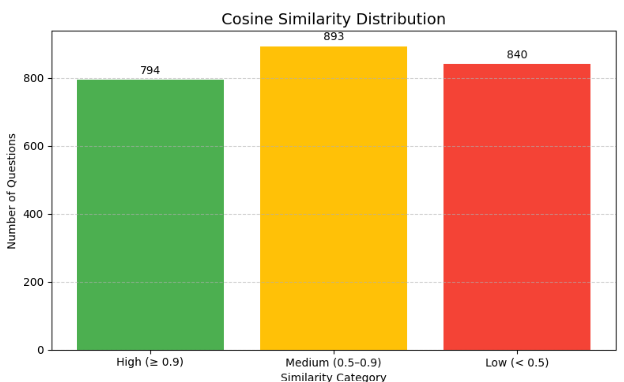 Cosine Similarity Distribution
893
794
840
800
600
400
200
0
Number of Questions
High (≥ 0.9)
Medium (0.5–0.9)
Low (< 0.5)
Similarity Category